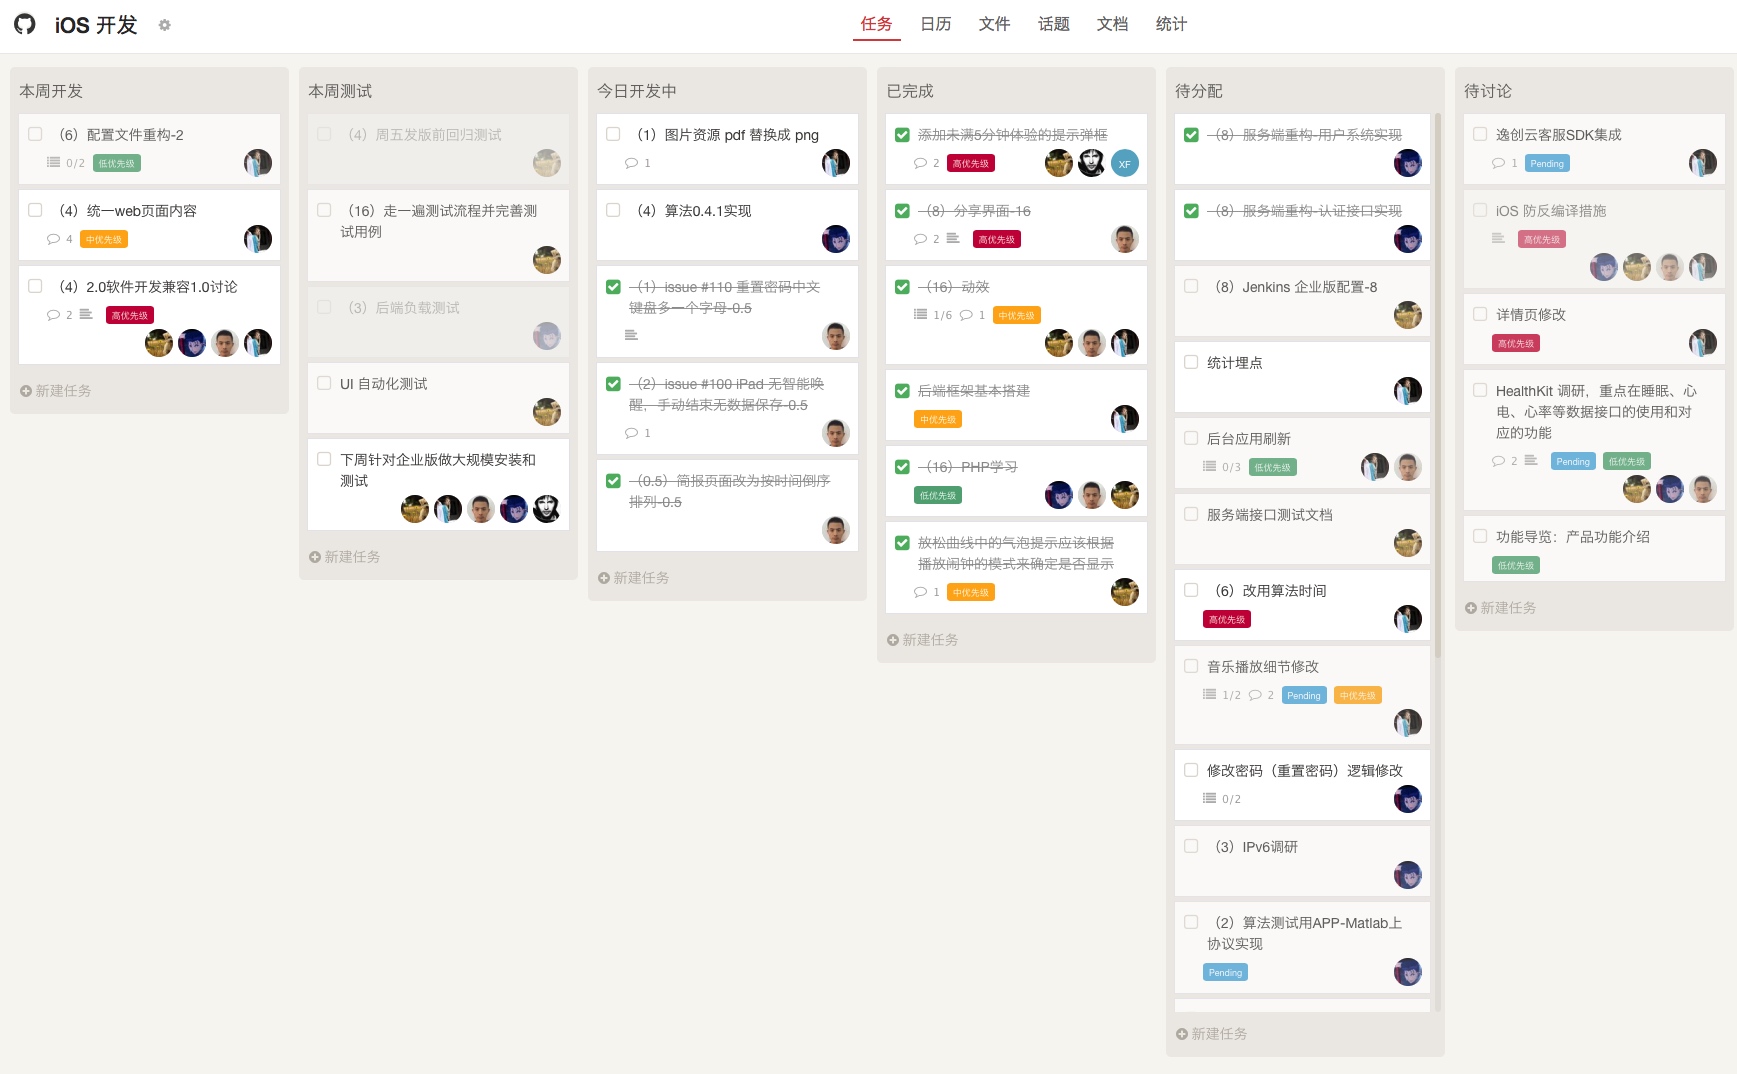 iOS 开发
任务 日历 文件 话题 文档 统计
本周开发
（6）配置文件重构-2
0/2 低优先级
（4）统一web页面内容
4 中优先级
（4）2.0软件开发兼容1.0讨论
2 高优先级
新建任务
本周测试
（4）周五发版前回归测试
（16）走一遍测试流程并完善测
试用例
（3）后端负载测试
UI 自动化测试
下周针对企业版做大规模安装和
测试
新建任务
今日开发中
（1）图片资源 pdf 替换成 png
1
（4）算法0.4.1实现
（1）issue #110 重置密码中文
键盘多一个字母-0.5
（2）issue #100 iPad 无智能唤
醒，手动结束无数据保存-0.5
1
（0.5）简报页面改为按时间倒序
排列-0.5
新建任务
已完成
添加未满5分钟体验的提示弹框
2 高优先级 XF
（8）分享界面-16
2 高优先级
（16）动效
1/6 1 中优先级
后端框架基本搭建
中优先级
（16）PHP学习
低优先级
放松曲线中的气泡提示应该根据
播放闹钟的模式来确定是否显示
1 中优先级
新建任务
待分配
（8）服务端重构-用户系统实现
（8）服务端重构-认证接口实现
（8）Jenkins 企业版配置-8
统计埋点
后台应用刷新
0/3 低优先级
服务端接口测试文档
（6）改用算法时间
高优先级
音乐播放细节修改
1/2 2 Pending 中优先级
修改密码（重置密码）逻辑修改
0/2
（3）IPv6调研
（2）算法测试用APP-Matlab上
协议实现
Pending
新建任务
待讨论
逸创云客服SDK集成
1 Pending
iOS 防反编译措施
高优先级
详情页修改
高优先级
HealthKit 调研，重点在睡眠、心
电、心率等数据接口的使用和对
应的功能
2 Pending 低优先级
功能导览：产品功能介绍
低优先级
新建任务